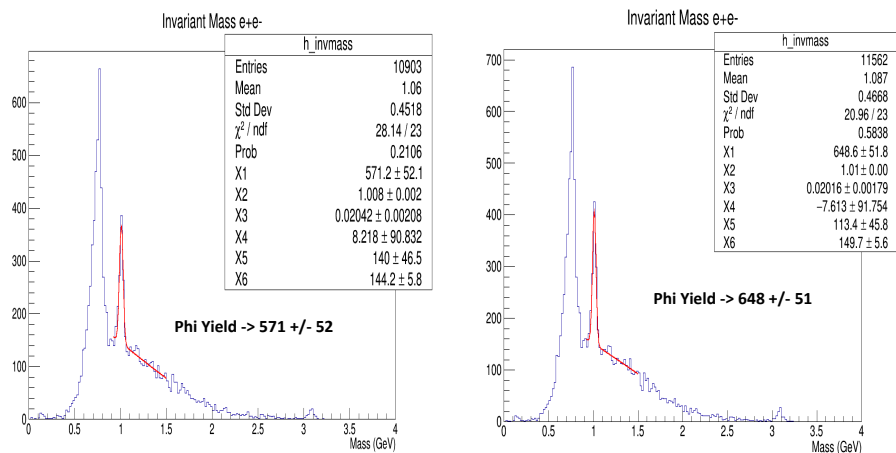 Invariant Mass e+e-
h_invmass
Entries 10903
Mean 1.06
Std Dev 0.4518
χ² / ndf 28.14 / 23
Prob 0.2106
X1 571.2 ± 52.1
X2 1.008 ± 0.002
X3 0.02042 ± 0.00208
X4 8.218 ± 90.832
X5 140 ± 46.5
X6 144.2 ± 5.8
600
500
400
300
200
100
0
Phi Yield -> 571 +/- 52
0 0.5 1 1.5 2 2.5 3 3.5 4
Mass (GeV)
Invariant Mass e+e-
h_invmass
Entries 11562
Mean 1.087
Std Dev 0.4668
χ² / ndf 20.96 / 23
Prob 0.5838
X1 648.6 ± 51.8
X2 1.01 ± 0.00
X3 0.02016 ± 0.00179
X4 −7.613 ± 91.754
X5 113.4 ± 45.8
X6 149.7 ± 5.6
700
600
500
400
300
200
100
0
Phi Yield -> 648 +/- 51
0 0.5 1 1.5 2 2.5 3 3.5 4
Mass (GeV)